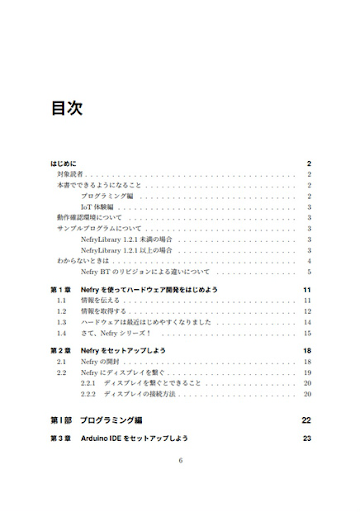 目次
はじめに 2
対象読者 . . . . . . . . . . . . . . . . . . . . . . . . . . . . . . 2
本書でできるようになること . . . . . . . . . . . . . . . . . . . . 2
プログラミング編 . . . . . . . . . . . . . . . . . . . . 2
IoT 体験編 . . . . . . . . . . . . . . . . . . . . . . . 3
動作確認環境について . . . . . . . . . . . . . . . . . . . . . . . 3
サンプルプログラムについて . . . . . . . . . . . . . . . . . . . . 3
NefryLibrary 1.2.1 未満の場合 . . . . . . . . . . . . . . 3
NefryLibrary 1.2.1 以上の場合 . . . . . . . . . . . . . . 3
わからないときは . . . . . . . . . . . . . . . . . . . . . . . . . 4
Nefry BT のリビジョンによる違いについて . . . . . . . . . 5
第 1 章 Nefry を使ってハードウェア開発をはじめよう 11
1.1 情報を伝える . . . . . . . . . . . . . . . . . . . . . . . . 11
1.2 情報を取得する . . . . . . . . . . . . . . . . . . . . . . . 12
1.3 ハードウェアは最近はじめやすくなりました . . . . . . . . . . 14
1.4 さて、Nefry シリーズ！ . . . . . . . . . . . . . . . . . . . 15
第 2 章 Nefry をセットアップしよう 18
2.1 Nefry の開封 . . . . . . . . . . . . . . . . . . . . . . . . 18
2.2 Nefry にディスプレイを繋ぐ . . . . . . . . . . . . . . . . . 19
2.2.1 ディスプレイを繋ぐとできること . . . . . . . . . . . 20
2.2.2 ディスプレイの接続方法 . . . . . . . . . . . . . . . 20
第 I 部 プログラミング編 22
第 3 章 Arduino IDE をセットアップしよう 23
6